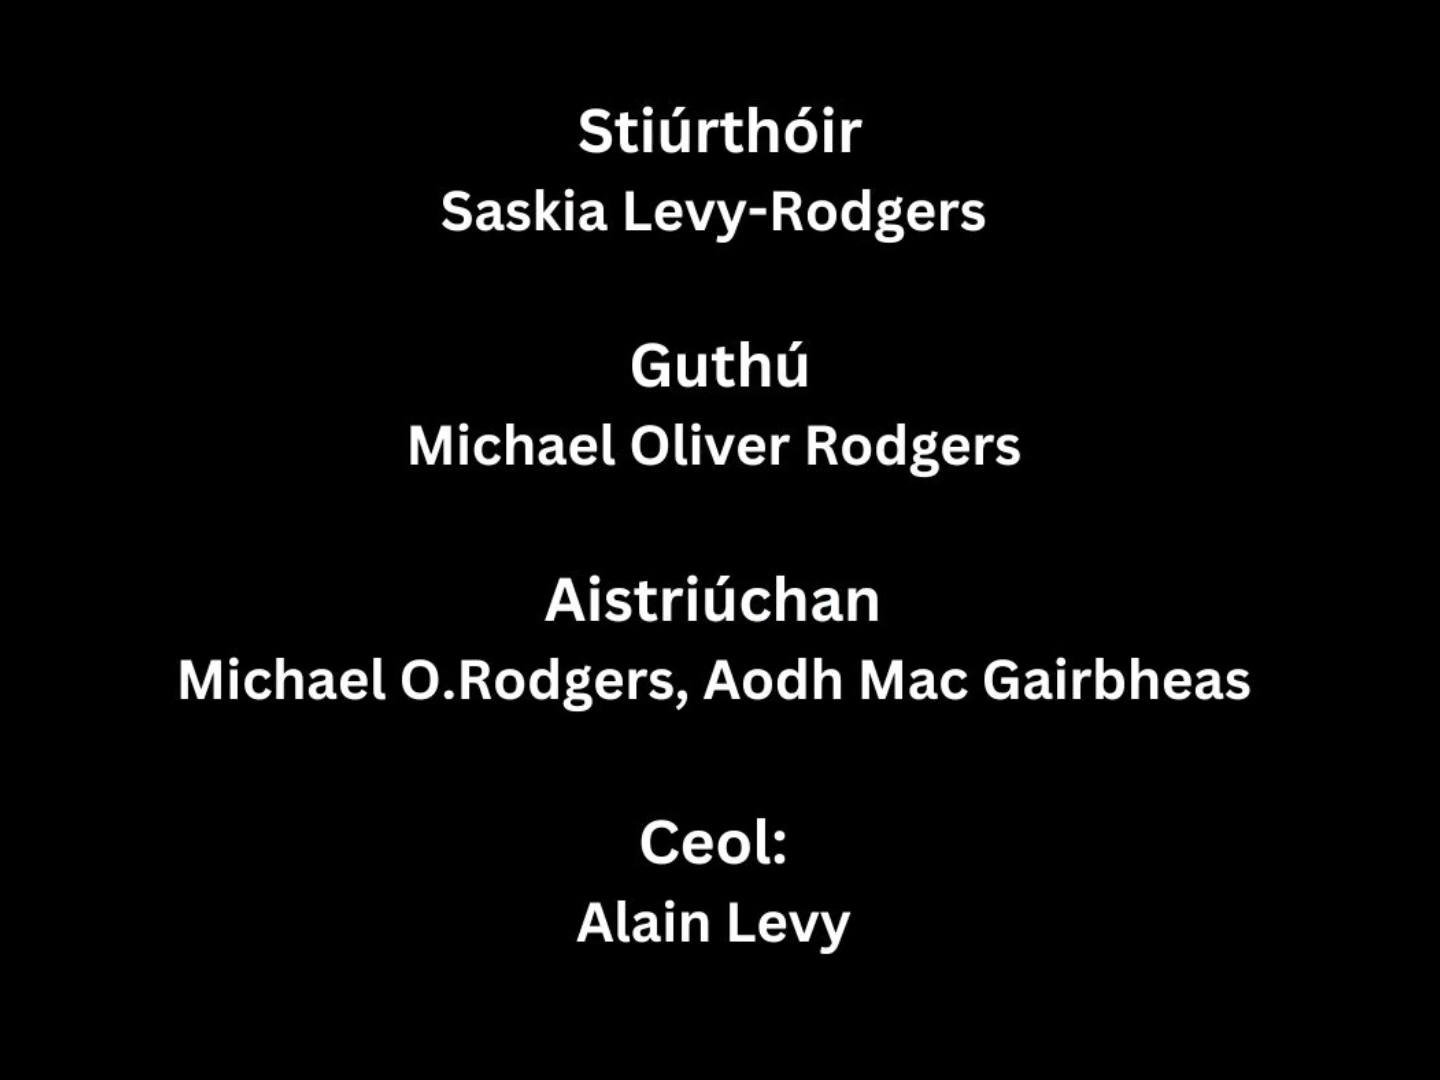 Stiúrthóir
Saskia Levy-Rodgers
Guthú
Michael Oliver Rodgers
Aistriúchan
Michael O.Rodgers, Aodh Mac Gairbheas
Ceol:
Alain Levy